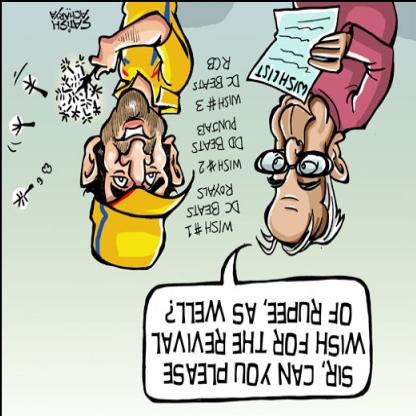 SIR, CAN YOU PLEASE
WISH FOR THE REVIVAL
OF RUPEE, AS WELL?
WISH #1
DC BEATS
ROYALS
WISH #2
DD BEATS
PUNJAB
WISH #3
DC BEATS
RCB
WISHLIST
SATISH
ACHARYA